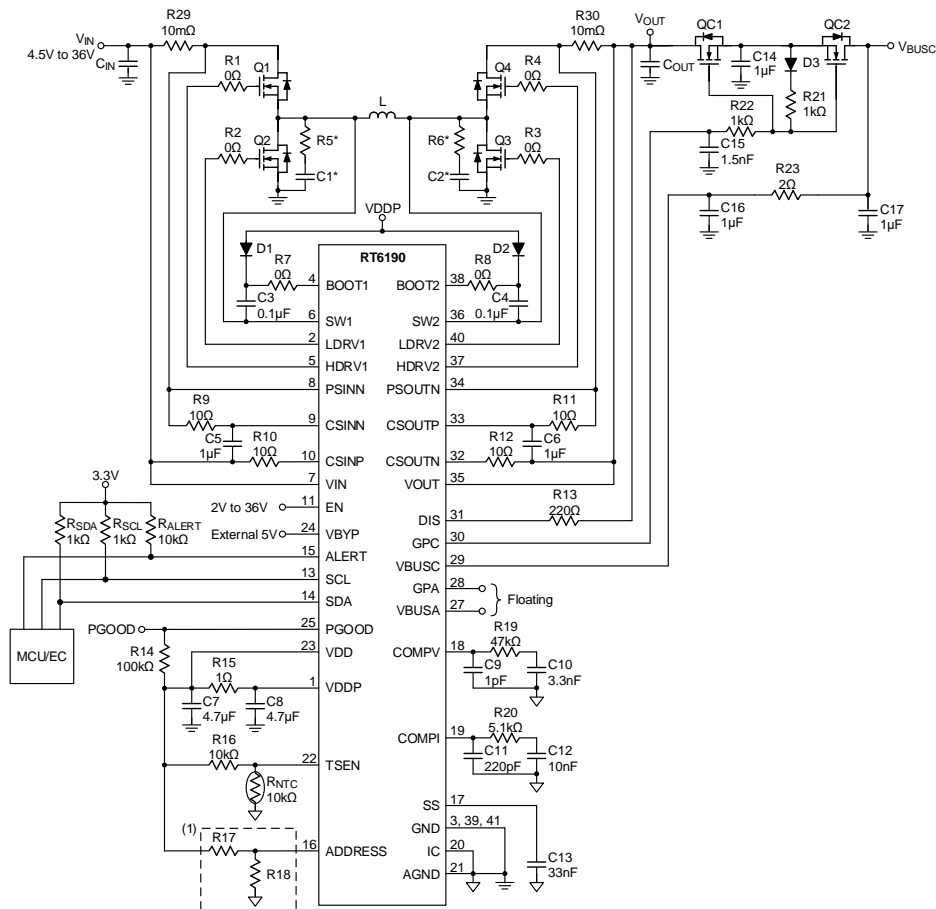 R29
10mΩ
VIN
4.5V to 36V
CIN
R30
10mΩ
VOUT
COUT
QC1
QC2
VBUSC
C14
1µF
D3
R21
1kΩ
R22
1kΩ
C15
1.5nF
R23
2Ω
C16
1µF
C17
1µF
R1
0Ω
Q1
Q4
R4
0Ω
L
R2
0Ω
Q2
R5*
C1*
R6*
C2*
Q3
R3
0Ω
VDDP
D1
D2
RT6190
R7
0Ω
4
BOOT1
BOOT2
38
R8
0Ω
C3
0.1µF
C4
0.1µF
6
SW1
SW2
36
2
LDRV1
LDRV2
40
5
HDRV1
HDRV2
37
8
PSINN
PSOUTN
34
R9
10Ω
9
CSINN
CSOUTP
33
R11
10Ω
C5
1µF
R10
10Ω
R12
10Ω
C6
1µF
10
CSINP
CSOUTN
32
7
VIN
VOUT
35
3.3V
2V to 36V
11
EN
R13
220Ω
DIS
31
RSDA
1kΩ
RSCL
1kΩ
RALERT
10kΩ
External 5V
24
VBYP
GPC
30
15
ALERT
VBUSC
29
13
SCL
GPA
28
14
SDA
VBUSA
27
Floating
MCU/EC
PGOOD
25
PGOOD
R14
100kΩ
23
VDD
COMPV
18
R19
47kΩ
C9
1pF
C10
3.3nF
R15
1Ω
1
VDDP
C7
4.7µF
C8
4.7µF
COMPI
19
R20
5.1kΩ
C11
220pF
C12
10nF
R16
10kΩ
22
TSEN
RNTC
10kΩ
SS
17
GND
3, 39, 41
(1)
R17
16
ADDRESS
R18
IC
20
AGND
21
C13
33nF